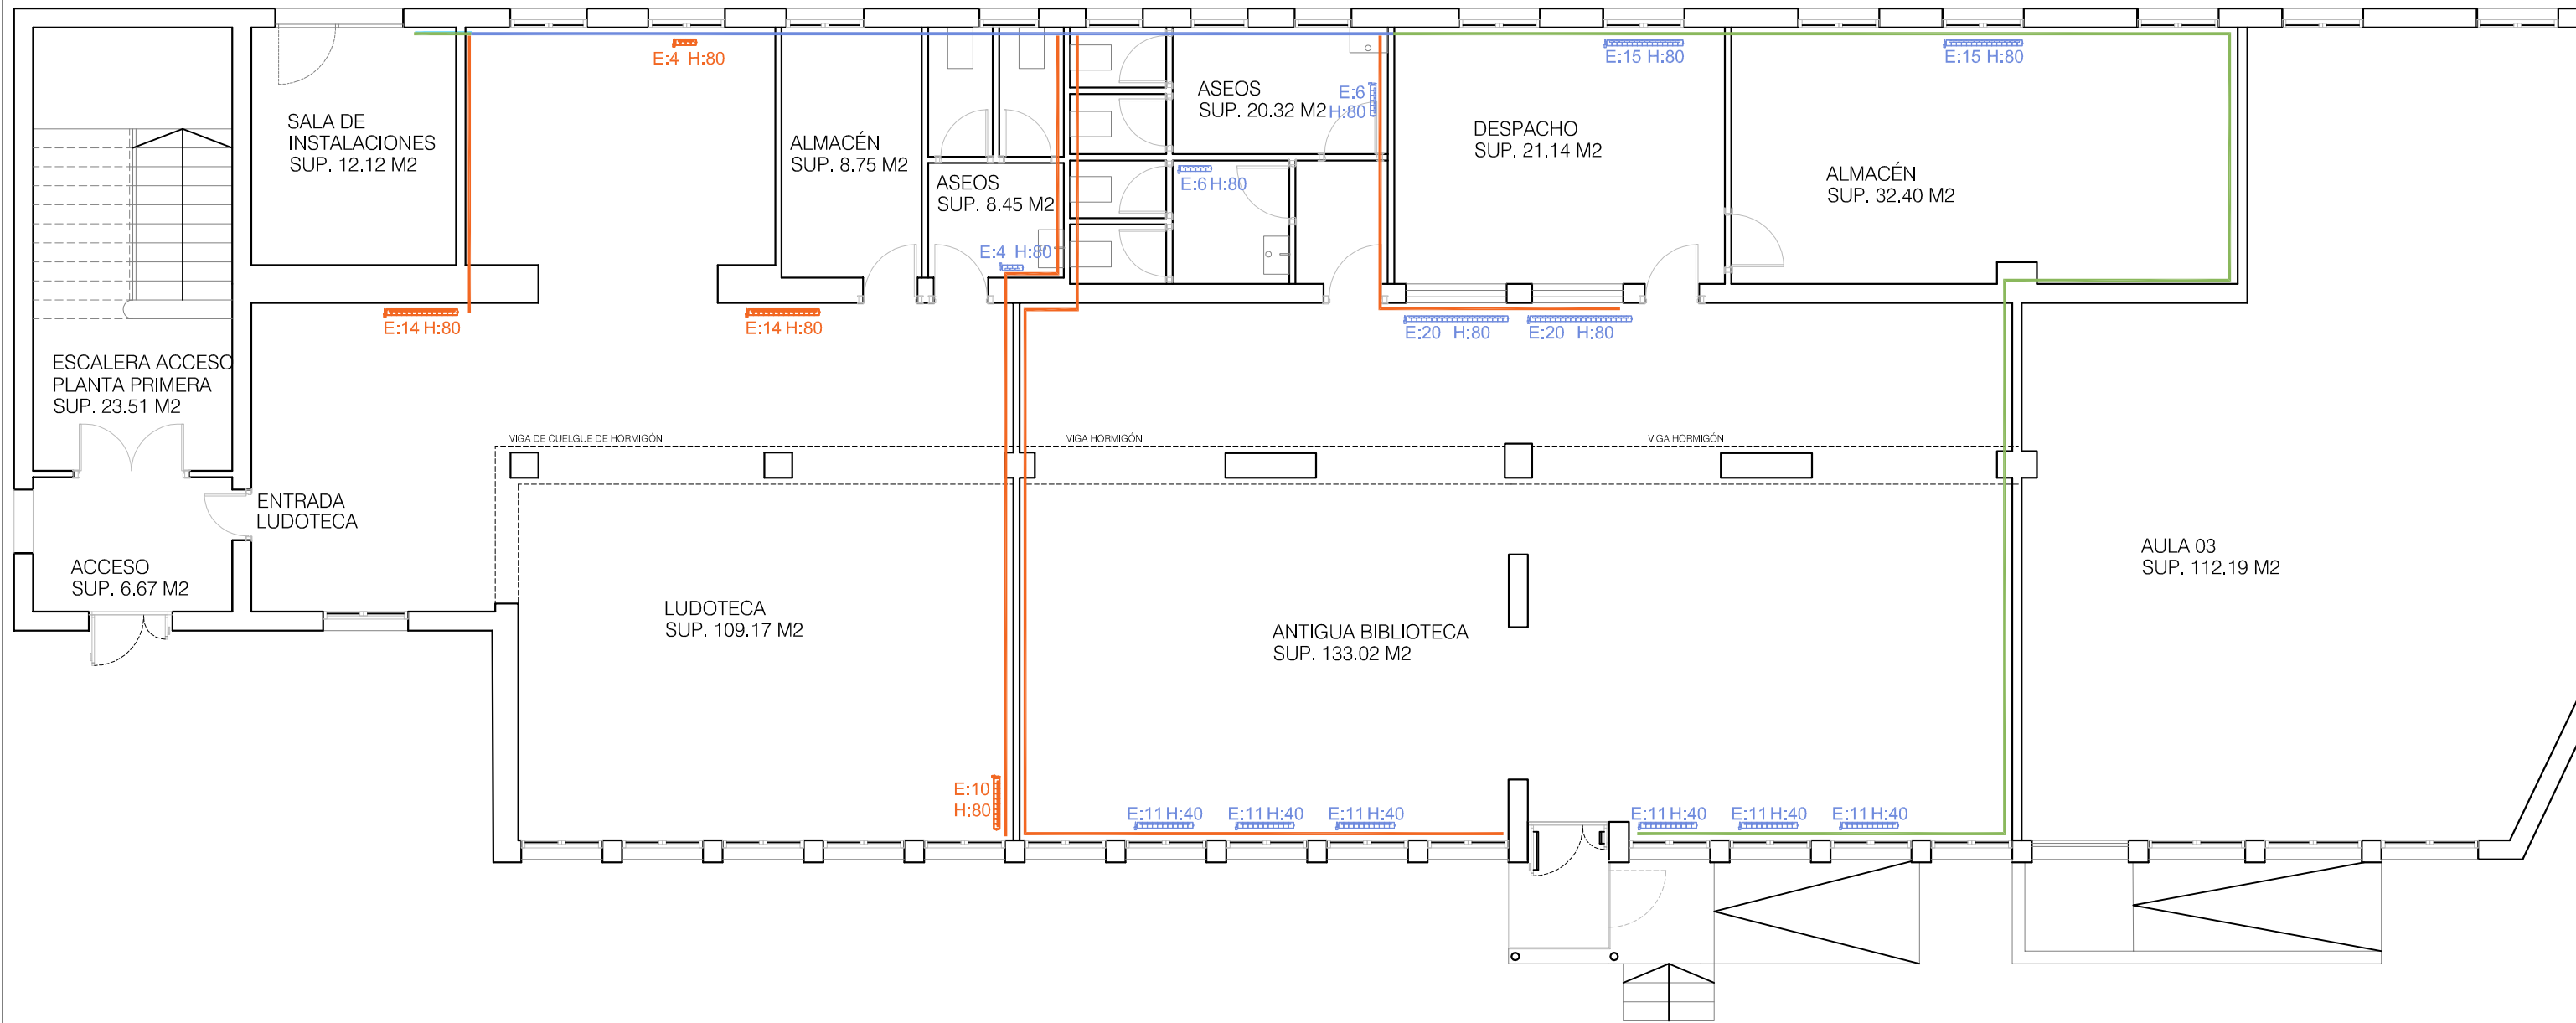 E:4 H:80
E:15 H:80
E:15 H:80
SALA DE
INSTALACIONES
SUP. 12.12 M2
ALMACÉN
SUP. 8.75 M2
ASEOS
SUP. 8.45 M2
E:4 H:80
ASEOS
SUP. 20.32 M2
E:6
H:80
E:6 H:80
DESPACHO
SUP. 21.14 M2
ALMACÉN
SUP. 32.40 M2
E:14 H:80
E:14 H:80
E:20 H:80
E:20 H:80
ESCALERA ACCESO
PLANTA PRIMERA
SUP. 23.51 M2
VIGA DE CUELGUE DE HORMIGÓN
VIGA HORMIGÓN
VIGA HORMIGÓN
ENTRADA
LUDOTECA
ACCESO
SUP. 6.67 M2
LUDOTECA
SUP. 109.17 M2
ANTIGUA BIBLIOTECA
SUP. 133.02 M2
AULA 03
SUP. 112.19 M2
E:10
H:80
E:11 H:40
E:11 H:40
E:11 H:40
E:11 H:40
E:11 H:40
E:11 H:40